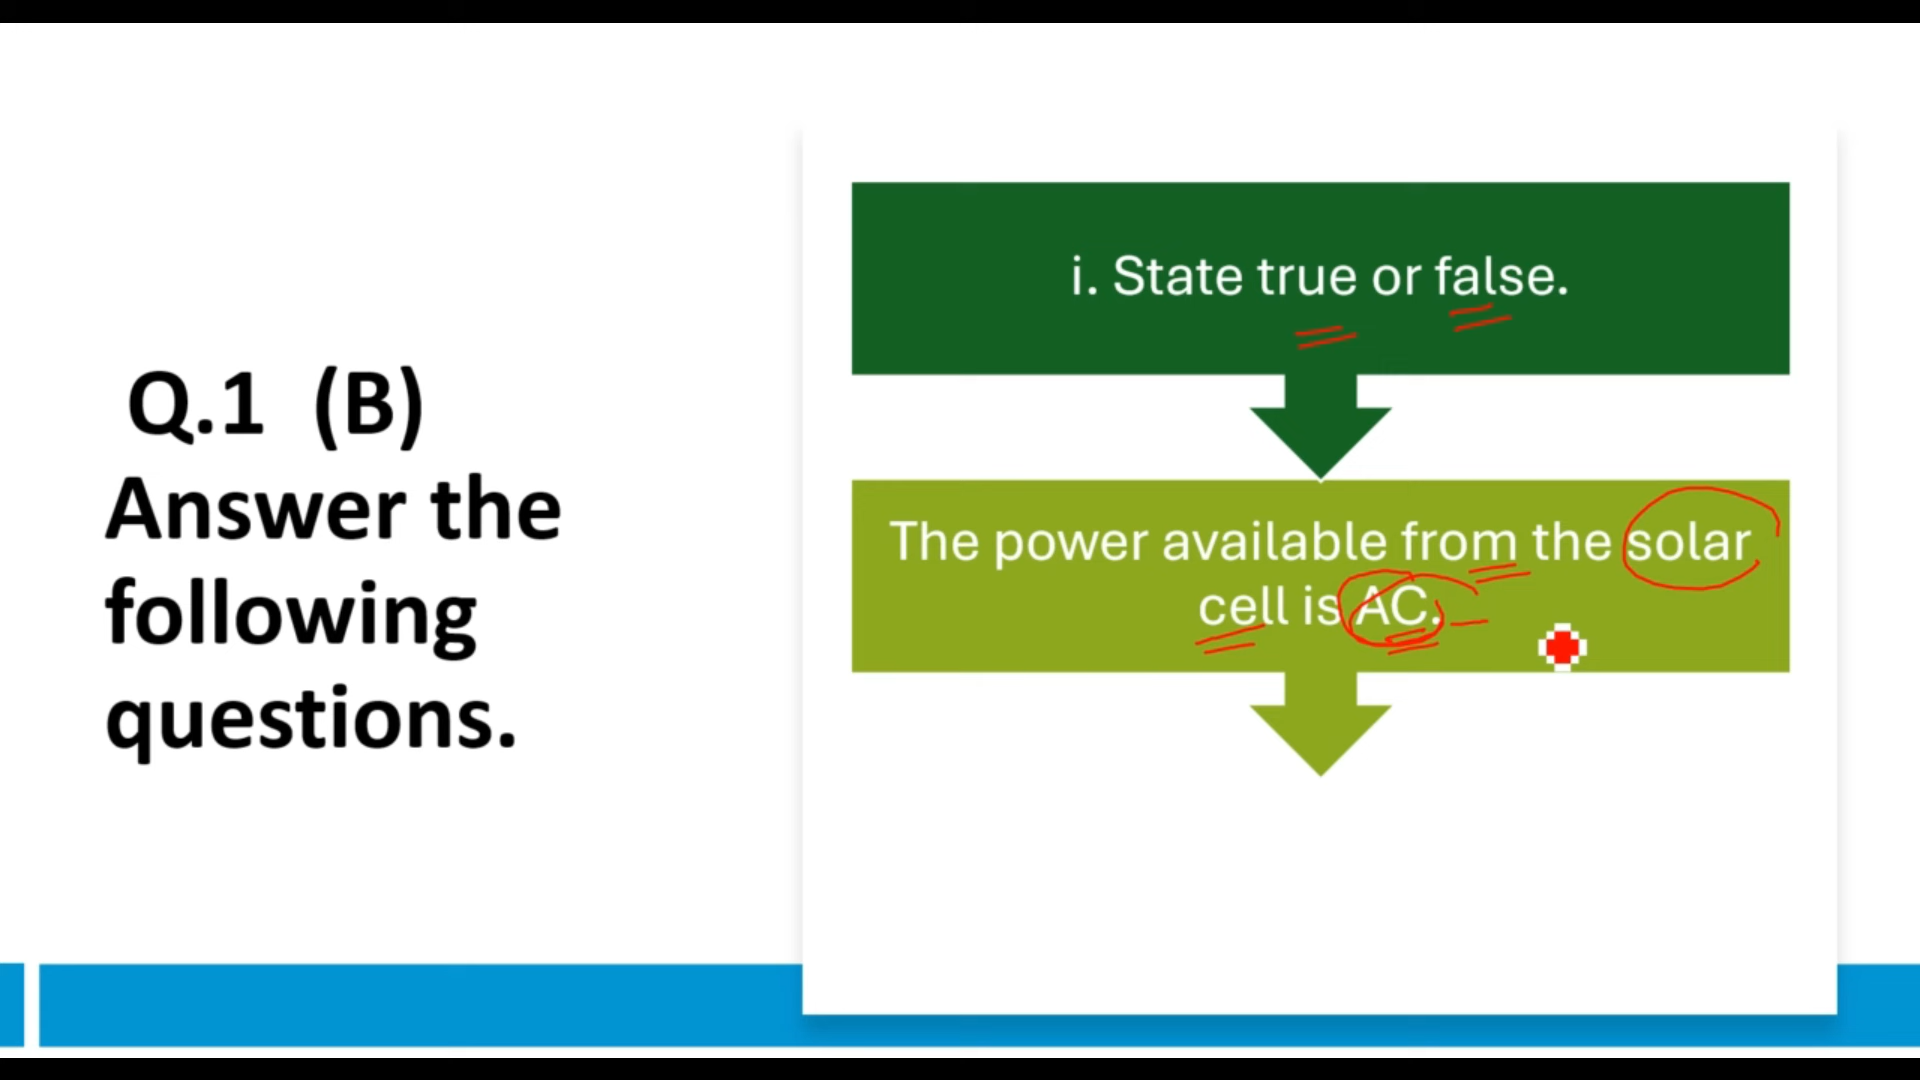 Q.1 (B)
Answer the
following
questions.
i. State true or false.
The power available from the solar
cell is AC.